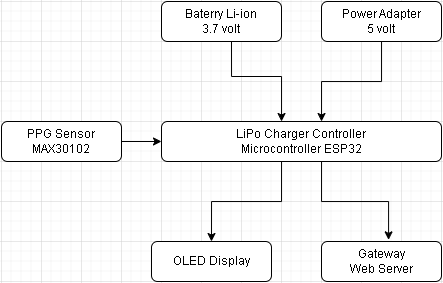 Baterry Li-ion
3.7 volt
Power Adapter
5 volt
PPG Sensor
MAX30102
LiPo Charger Controller
Microcontroller ESP32
OLED Display
Gateway
Web Server